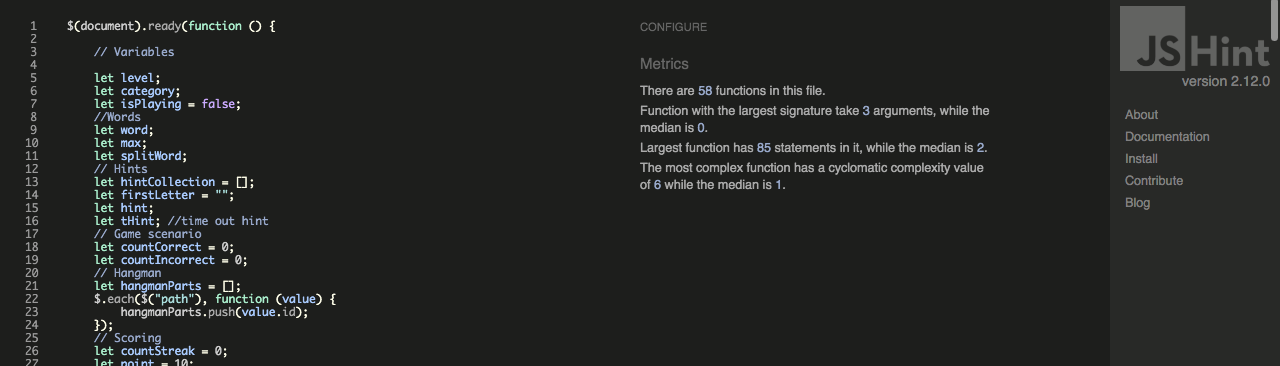 1 $(document).ready(function () {
2
3 // Variables
4
5 let level;
6 let category;
7 let isPlaying = false;
8 //Words
9 let word;
10 let max;
11 let splitWord;
12 // Hints
13 let hintCollection = [];
14 let firstLetter = "";
15 let hint;
16 let tHint; //time out hint
17 // Game scenario
18 let countCorrect = 0;
19 let countIncorrect = 0;
20 // Hangman
21 let hangmanParts = [];
22 $.each($("path"), function (value) {
23 hangmanParts.push(value.id);
24 });
25 // Scoring
26 let countStreak = 0;
27 let point = 10;
CONFIGURE
Metrics
There are 58 functions in this file.
Function with the largest signature take 3 arguments, while the
median is 0.
Largest function has 85 statements in it, while the median is 2.
The most complex function has a cyclomatic complexity value
of 6 while the median is 1.
JSHint
version 2.12.0
About
Documentation
Install
Contribute
Blog